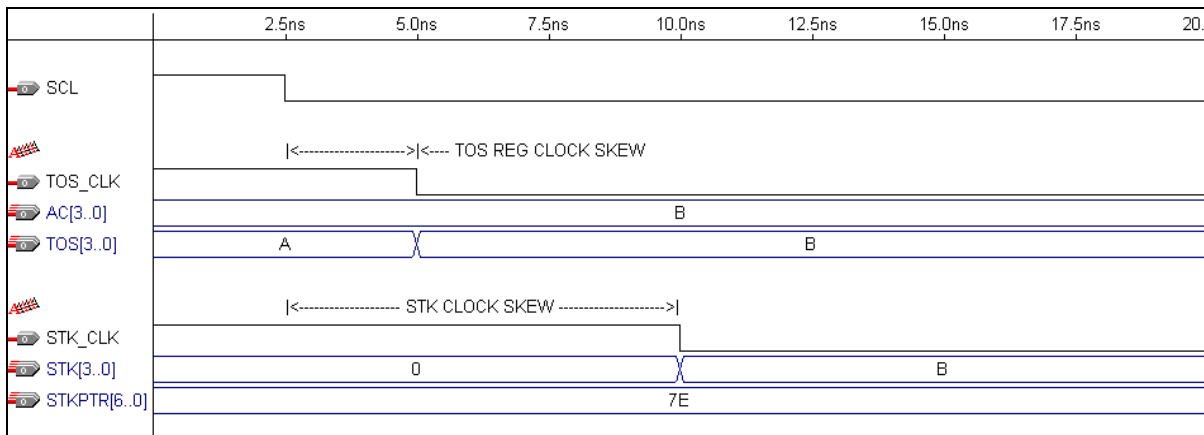 2.5ns 5.0ns 7.5ns 10.0ns 12.5ns 15.0ns 17.5ns 20.
SCL
|<-------------------->|<---- TOS REG CLOCK SKEW
TOS_CLK
AC[3..0] B
TOS[3..0] A B
|<------------------- STK CLOCK SKEW -------------------->|
STK_CLK
STK[3..0] 0 B
STKPTR[6..0] 7E